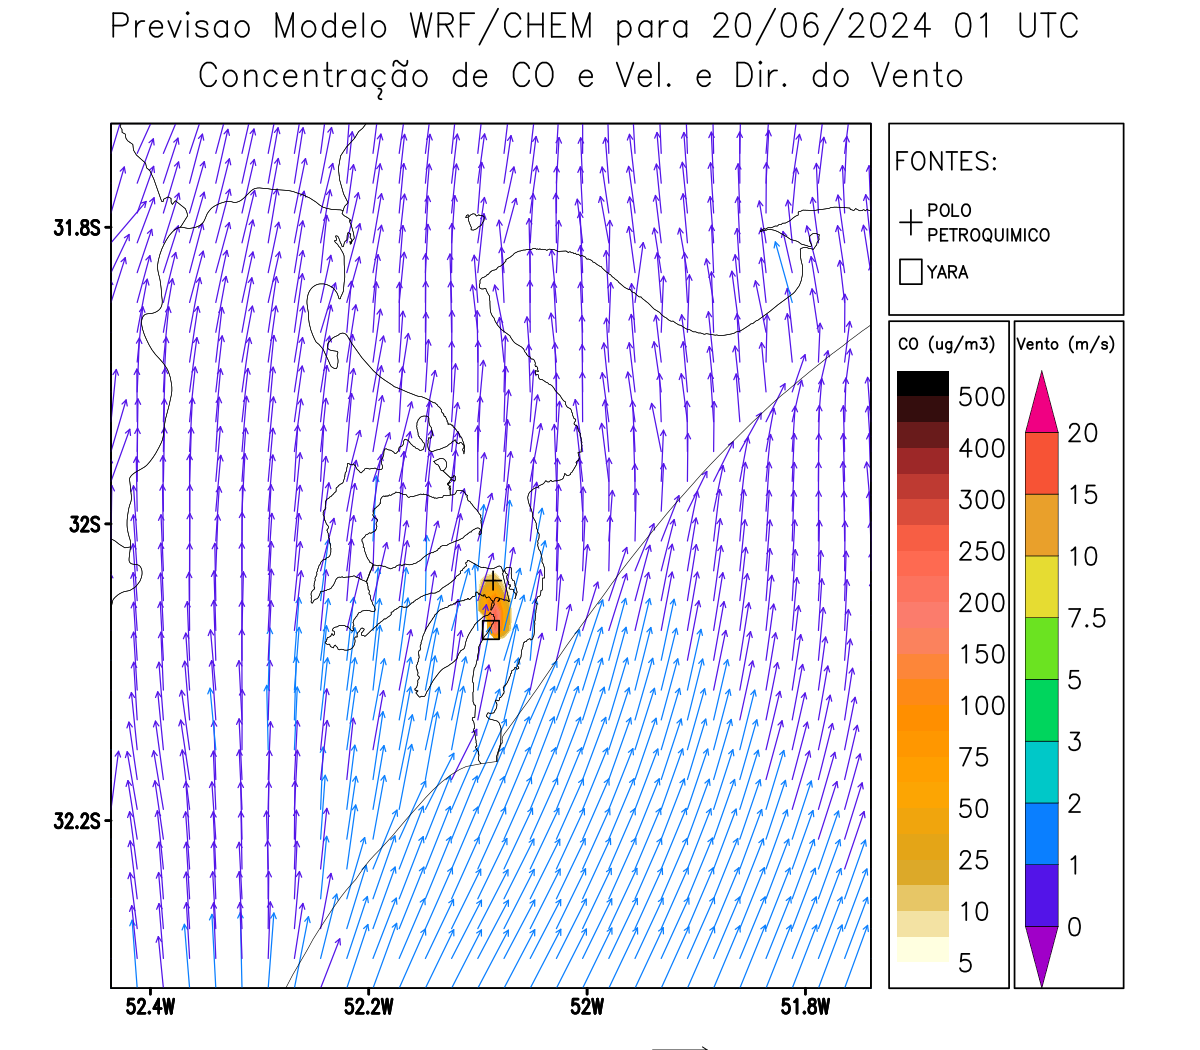 Previsao Modelo WRF/CHEM para 20/06/2024 01 UTC
Concentração de CO e Vel. e Dir. do Vento
FONTES:
POLO
PETROQUIMICO
YARA
CO (ug/m3)
500
400
300
250
200
150
100
75
50
25
10
5
Vento (m/s)
20
15
10
7.5
5
3
2
1
0
31.8S
32S
32.2S
52.4W
52.2W
52W
51.8W